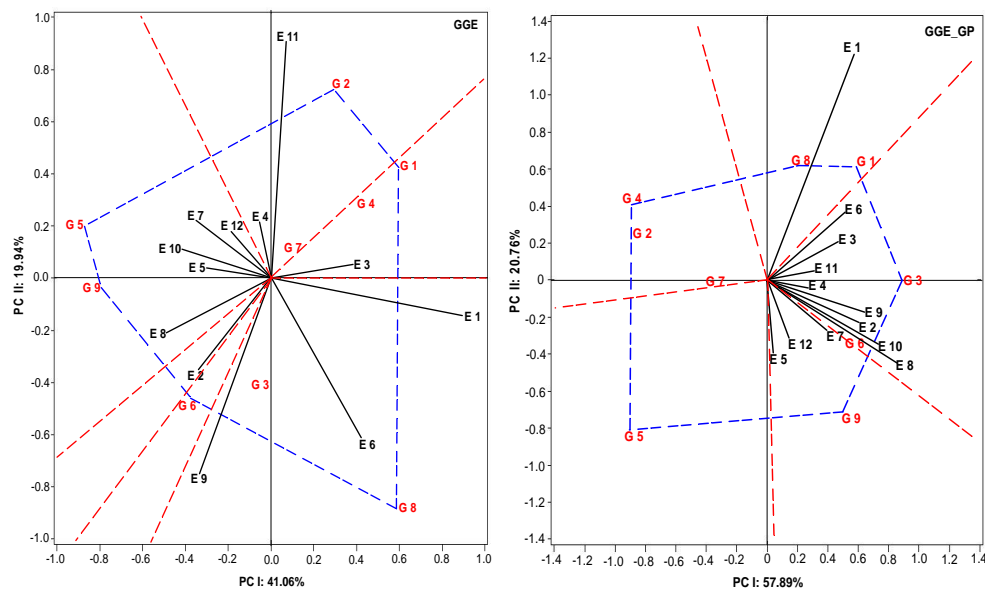 GGE
1.0
0.8
0.6
0.4
0.2
0.0
-0.2
-0.4
-0.6
-0.8
-1.0
PC II: 19.94%
E 11
G 2
G 1
G 4
G 5
E 7
E 12
E 4
G 7
E 10
E 5
E 3
G 9
E 1
E 8
E 2
G 3
G 6
E 6
E 9
G 8
-1.0 -0.8 -0.6 -0.4 -0.2 0.0 0.2 0.4 0.6 0.8 1.0
PC I: 41.06%
GGE_GP
1.4
1.2
1.0
0.8
0.6
0.4
0.2
0
-0.2
-0.4
-0.6
-0.8
-1.0
-1.2
-1.4
PC II: 20.76%
E 1
G 8
G 1
G 4
E 6
G 2
E 3
E 11
G 7
E 4
G 3
E 9
E 2
E 7
E 12
G 6
E 10
E 5
E 8
G 9
G 5
-1.4 -1.2 -1.0 -0.8 -0.6 -0.4 -0.2 0 0.2 0.4 0.6 0.8 1.0 1.2 1.4
PC I: 57.89%